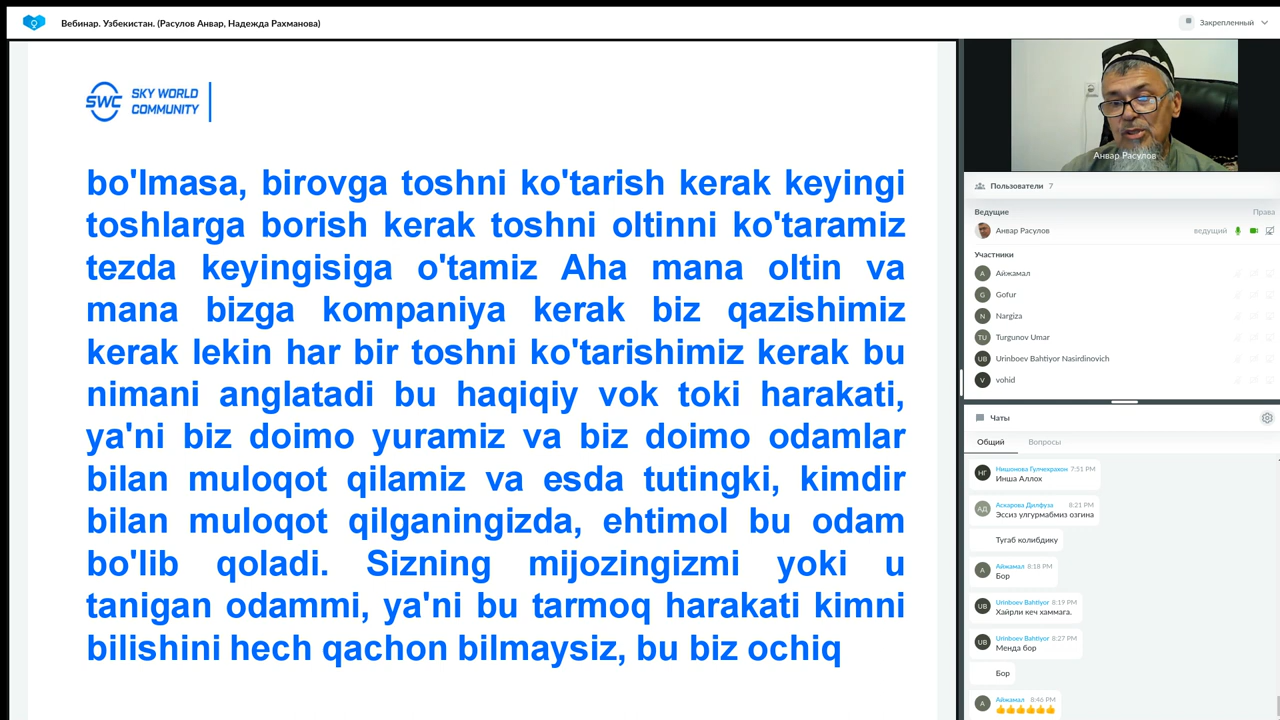 Вебинар. Узбекистан. (Расулов Анвар, Надежда Рахманова)
Закрепленный
SWC
SKY WORLD
COMMUNITY
bo'lmasa, birovga toshni ko'tarish kerak keyingi
toshlarga borish kerak toshni oltinni ko'taramiz
tezda keyingisiga o'tamiz Aha mana oltin va
mana bizga kompaniya kerak biz qazishimiz
kerak lekin har bir toshni ko'tarishimiz kerak bu
nimani anglatadi bu haqiqiy vok toki harakati,
ya'ni biz doimo yuramiz va biz doimo odamlar
bilan muloqot qilamiz va esda tutingki, kimdir
bilan muloqot qilganingizda, ehtimol bu odam
bo'lib qoladi. Sizning mijozingizmi yoki u
tanigan odammi, ya'ni bu tarmoq harakati kimni
bilishini hech qachon bilmaysiz, bu biz ochiq
Анвар Расулов
Пользователи 7
Ведущие Права
Анвар Расулов ведущий
Участники
А Айжамал
G Gofur
N Nargiza
TU Turgunov Umar
UB Urinboev Bahtiyor Nasirdinovich
V vohid
Чаты
Общий Вопросы
НГ Нишонова Гулчехрахон 7:51 PM
Инша Аллох
АД Аскарова Дилфуза 8:21 PM
Эссиз улгурмабмиз озгина
Тугаб колибдику
А Айжамал 8:18 PM
Бор
UB Urinboev Bahtiyor 8:19 PM
Хайрли кеч хаммага.
UB Urinboev Bahtiyor 8:27 PM
Менда бор
Бор
А Айжамал 8:46 PM
👍👍👍👍👍👍